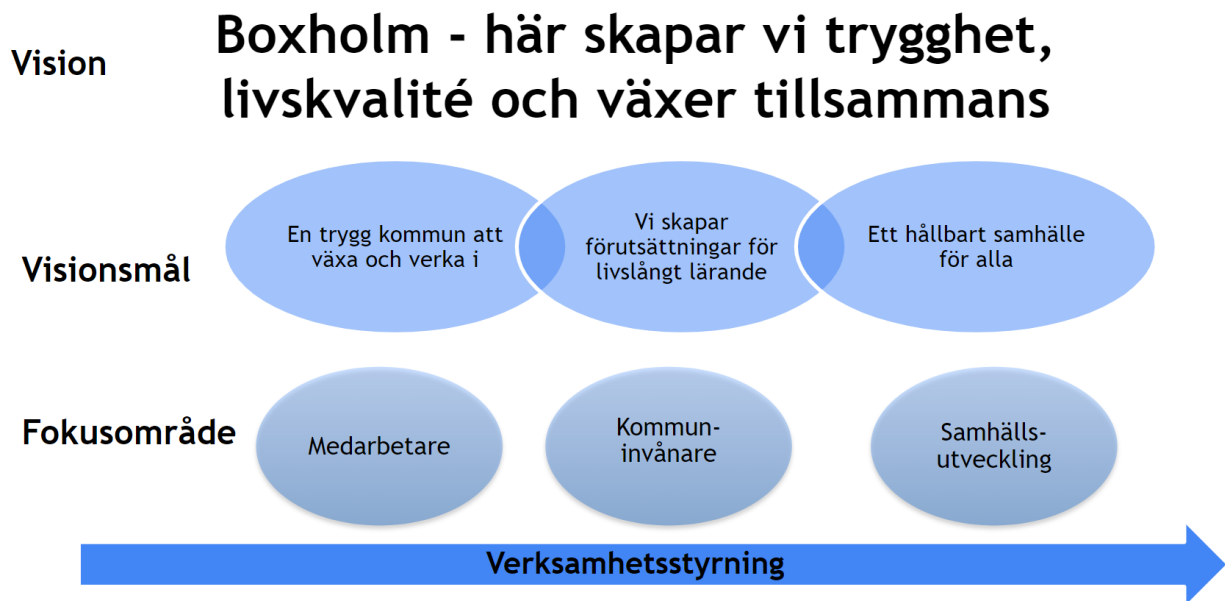 Vision
Boxholm - här skapar vi trygghet,
livskvalité och växer tillsammans
Visionsmål
En trygg kommun att
växa och verka i
Vi skapar
förutsättningar för
livslångt lärande
Ett hållbart samhälle
för alla
Fokusområde
Medarbetare
Kommun-
invånare
Samhälls-
utveckling
Verksamhetsstyrning